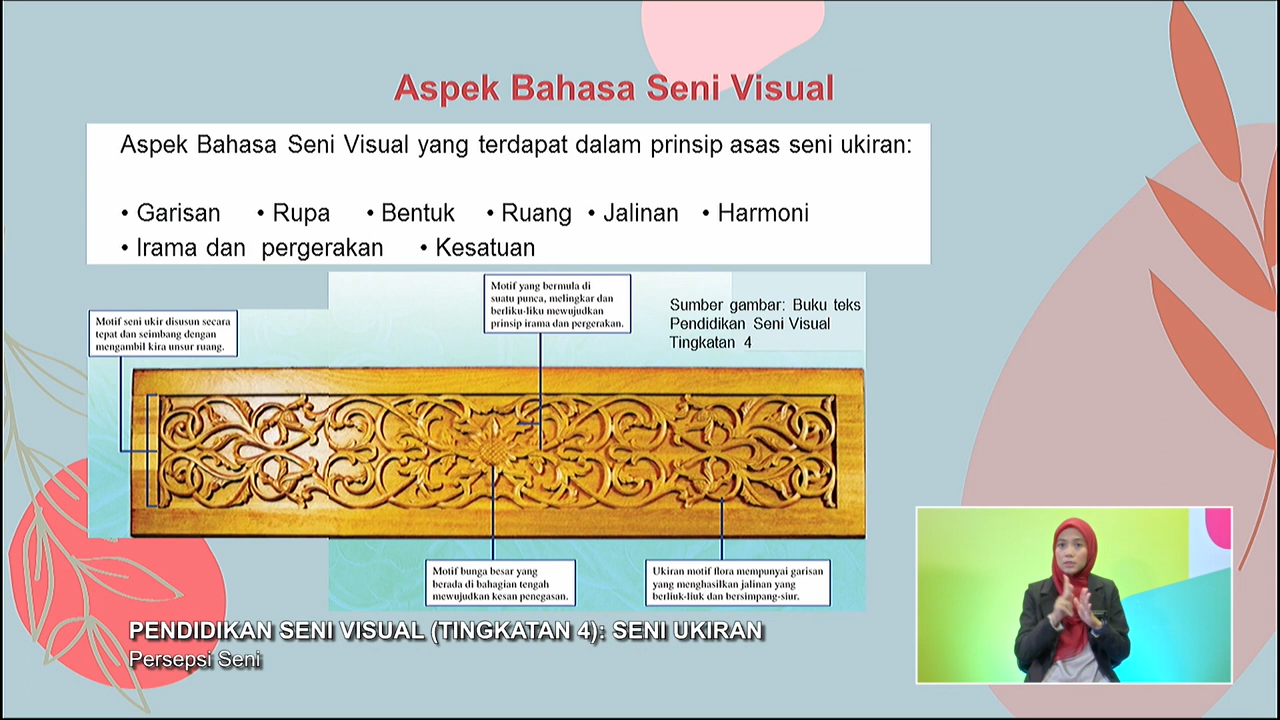 Aspek Bahasa Seni Visual
Aspek Bahasa Seni Visual yang terdapat dalam prinsip asas seni ukiran:
• Garisan • Rupa • Bentuk • Ruang • Jalinan • Harmoni
• Irama dan pergerakan • Kesatuan
Motif yang bermula di
suatu punca, melingkar dan
berliku-liku mewujudkan
prinsip irama dan pergerakan.
Sumber gambar: Buku teks
Pendidikan Seni Visual
Tingkatan 4
Motif seni ukir disusun secara
tepat dan seimbang dengan
mengambil kira unsur ruang.
Motif bunga besar yang
berada di bahagian tengah
mewujudkan kesan penegasan.
Ukiran motif flora mempunyai garisan
yang menghasilkan jalinan yang
berliuk-liuk dan bersimpang-siur.
PENDIDIKAN SENI VISUAL (TINGKATAN 4): SENI UKIRAN
Persepsi Seni